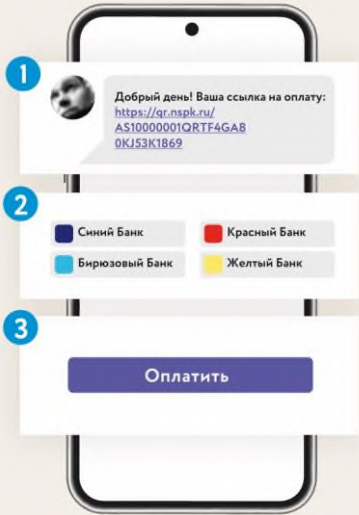 1
Добрый день! Ваша ссылка на оплату:
https://qr.nspk.ru/
AS10000001QRTF4GA8
0KJS3K1869
2
Синий Банк
Красный Банк
Бирюзовый Банк
Желтый Банк
3
Оплатить